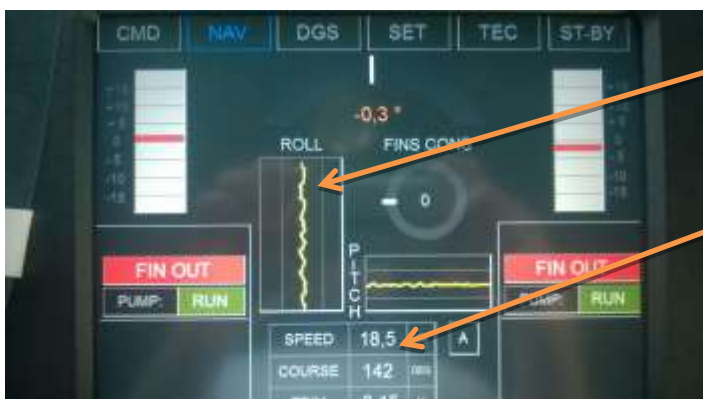 CMD NAV DGS SET TEC ST-BY
-0,3 °
ROLL FINS CONG
0
PITCH
FIN OUT FIN OUT
PUMP: RUN PUMP: RUN
SPEED 18,5 A
COURSE 142